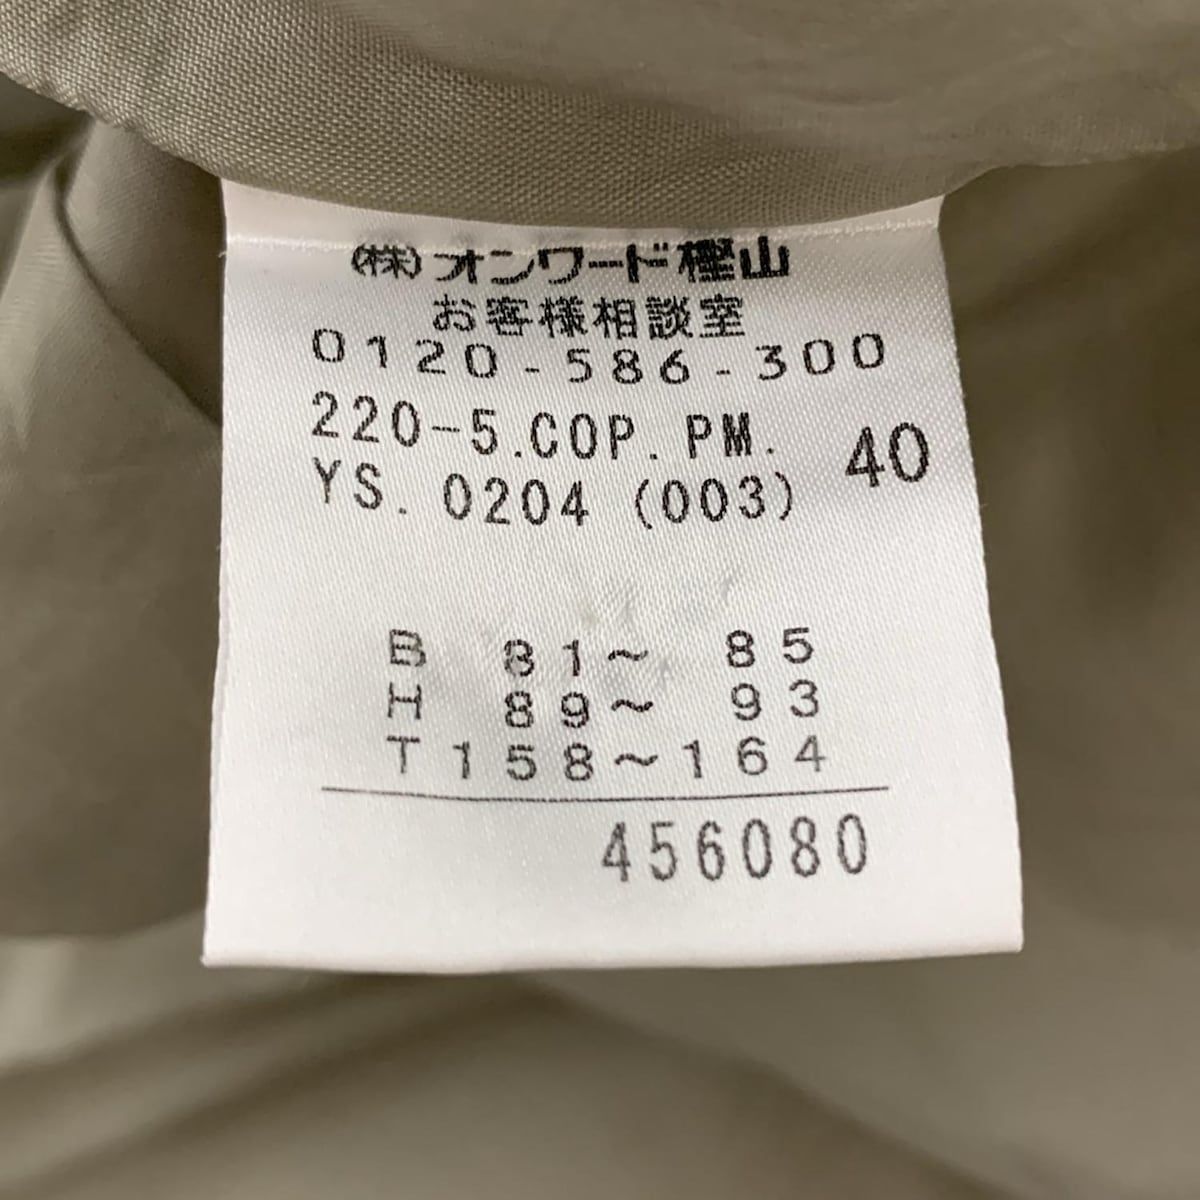 (株)オンワード樫山
お客様相談室
0120-586-300
220-5.COP. PM. 40
YS. 0204 (003)
B 81~ 85
H 89~ 93
T158~164
456080